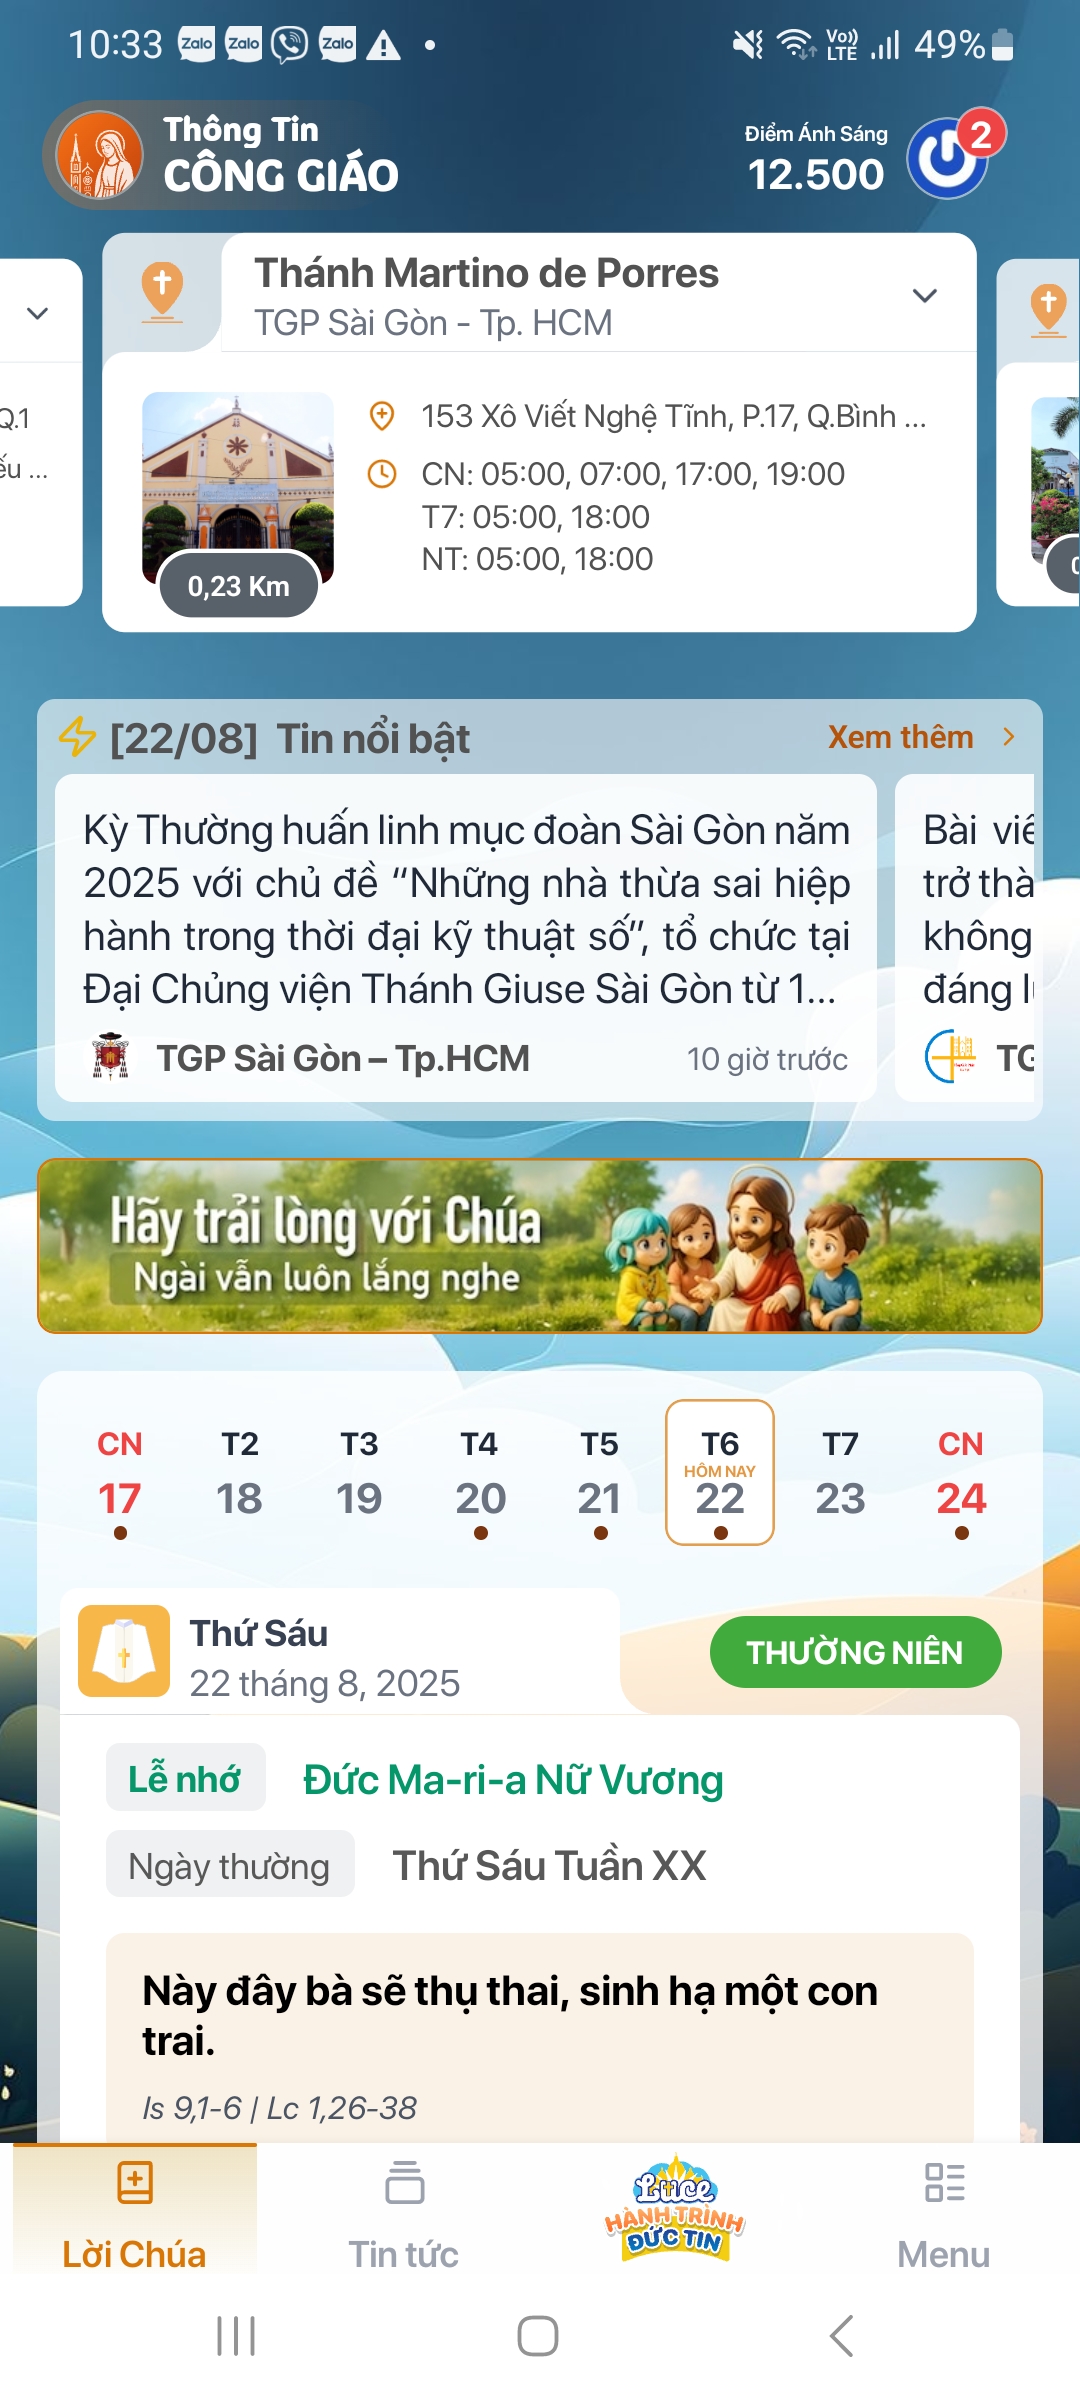 10:33 Zalo Zalo Zalo Vo)) LTE 49%
Thông Tin
CÔNG GIÁO
Điểm Ánh Sáng
12.500
2
Thánh Martino de Porres
TGP Sài Gòn - Tp. HCM
Q.1
153 Xô Viết Nghệ Tĩnh, P.17, Q.Bình ...
CN: 05:00, 07:00, 17:00, 19:00
T7: 05:00, 18:00
NT: 05:00, 18:00
0,23 Km
[22/08] Tin nổi bật
Xem thêm
Kỳ Thường huấn linh mục đoàn Sài Gòn năm
2025 với chủ đề “Những nhà thừa sai hiệp
hành trong thời đại kỹ thuật số”, tổ chức tại
Đại Chủng viện Thánh Giuse Sài Gòn từ 1...
TGP Sài Gòn – Tp.HCM
10 giờ trước
Bài
trở
không
đáng
Hãy trải lòng với Chúa
Ngài vẫn luôn lắng nghe
CN T2 T3 T4 T5 T6 T7 CN
HÔM NAY
17 18 19 20 21 22 23 24
Thứ Sáu
22 tháng 8, 2025
THƯỜNG NIÊN
Lễ nhớ
Đức Ma-ri-a Nữ Vương
Ngày thường
Thứ Sáu Tuần XX
Này đây bà sẽ thụ thai, sinh hạ một con
trai.
Is 9,1-6 | Lc 1,26-38
Luce
HÀNH TRÌNH
ĐỨC TIN
Lời Chúa
Tin tức
Menu